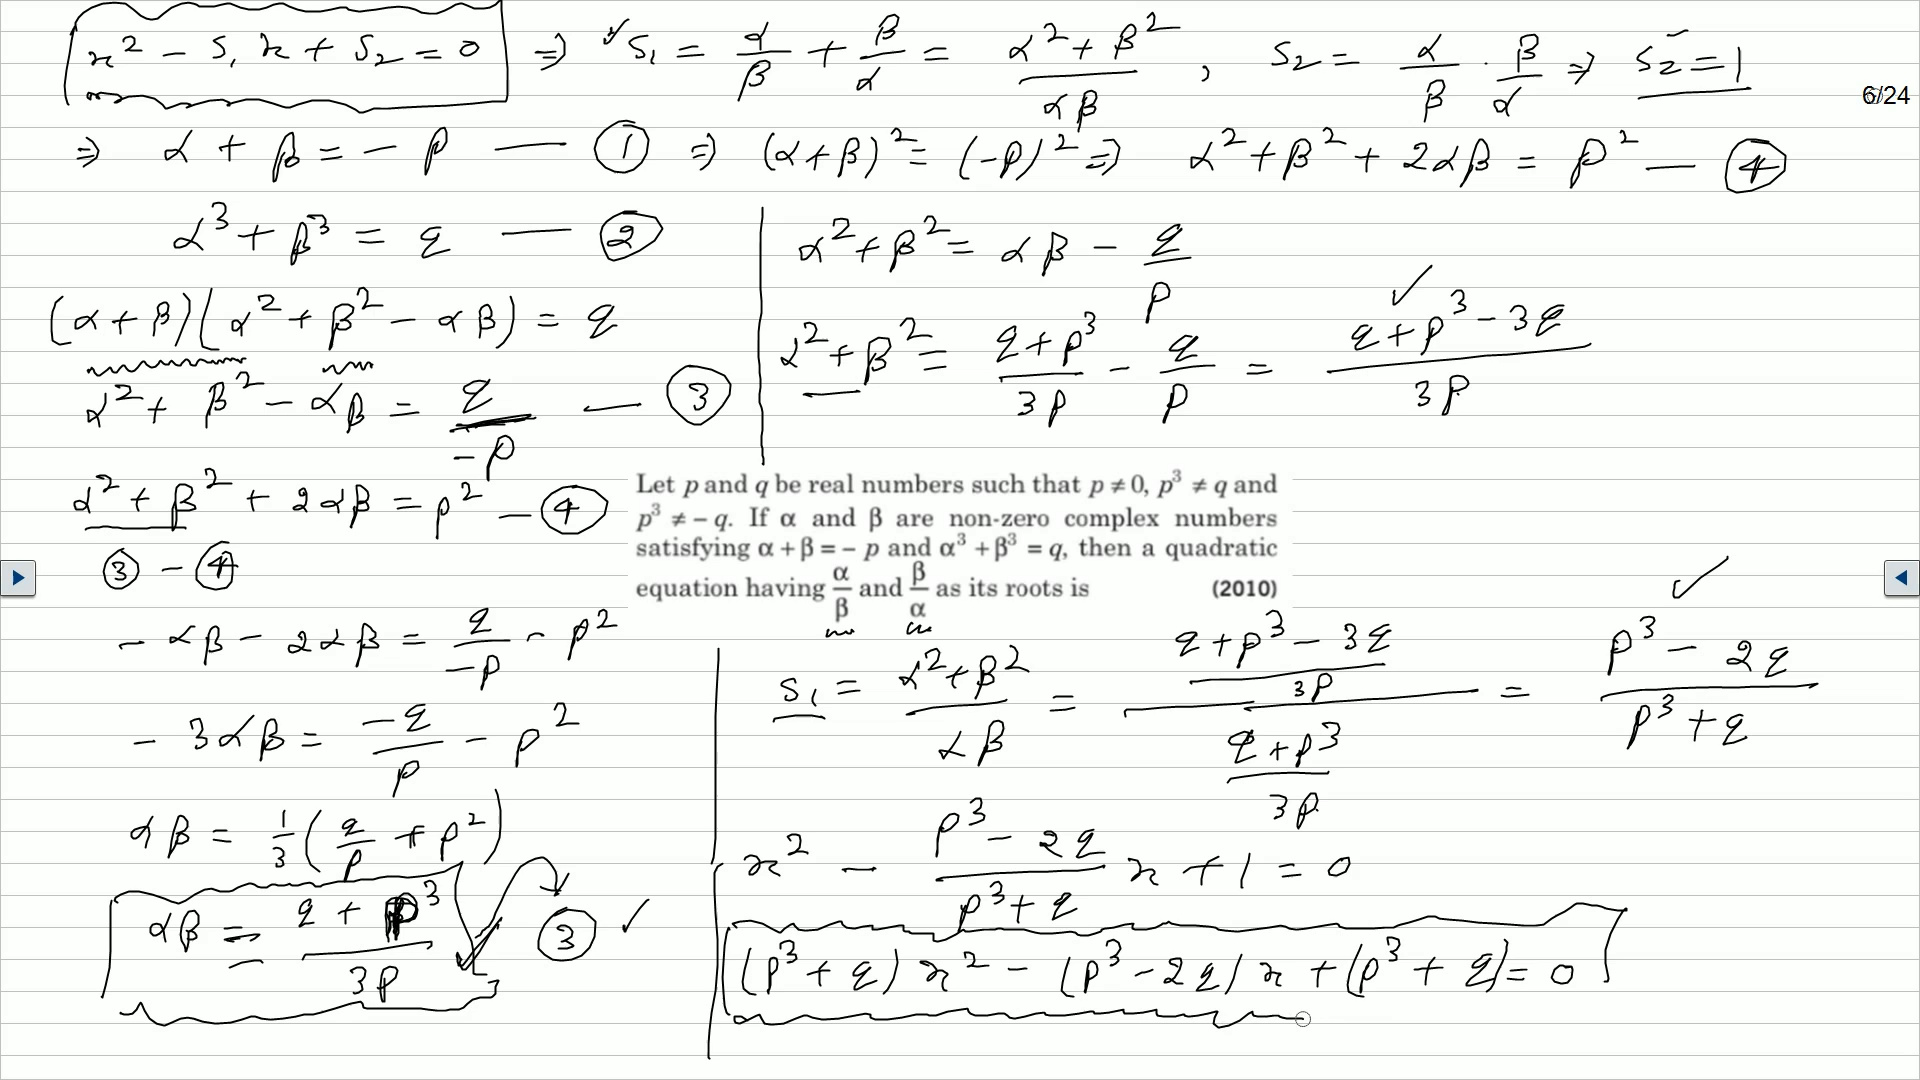 x² − S₁ x + S₂ = 0 ⇒ ✓ S₁ = α/β + β/α = (α² + β²)/(αβ) , S₂ = α/β · β/α ⇒ S₂ = 1
6/24
⇒ α + β = − p — ① ⇒ (α+β)² = (−p)² ⇒ α² + β² + 2αβ = p² — ④
α³ + β³ = q — ②
(α + β)(α² + β² − αβ) = q
α² + β² − αβ = q/−p — ③
α² + β² + 2αβ = p² — ④
③ − ④
− αβ − 2αβ = q/−p − p²
− 3αβ = −q/p − p²
αβ = 1/3 (q/p + p²)
αβ = (q + p³)/3p ✓ ③ ✓
α² + β² = αβ − q/p
α² + β² = (q + p³)/3p − q/p = (q + p³ − 3q)/3p ✓
Let p and q be real numbers such that p ≠ 0, p³ ≠ q and
p³ ≠ − q. If α and β are non-zero complex numbers
satisfying α + β = − p and α³ + β³ = q, then a quadratic
equation having α/β and β/α as its roots is (2010)
S₁ = (α² + β²)/(αβ) = ((q + p³ − 3q)/3p)/((q + p³)/3p) = (p³ − 2q)/(p³ + q) ✓
x² − (p³ − 2q)/(p³ + q) x + 1 = 0
(p³ + q) x² − (p³ − 2q) x + (p³ + q) = 0